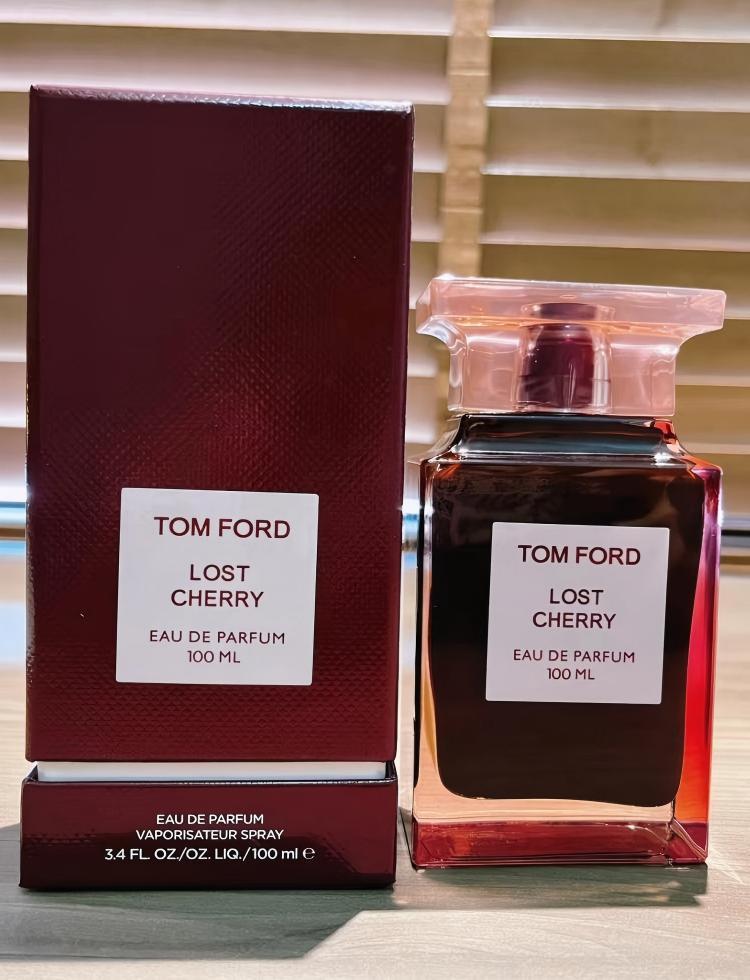 TOM FORD
LOST
CHERRY
EAU DE PARFUM
100 ML
EAU DE PARFUM
VAPORISATEUR SPRAY
3.4 FL. OZ./OZ. LIQ./100 ml ℮
TOM FORD
LOST
CHERRY
EAU DE PARFUM
100 ML